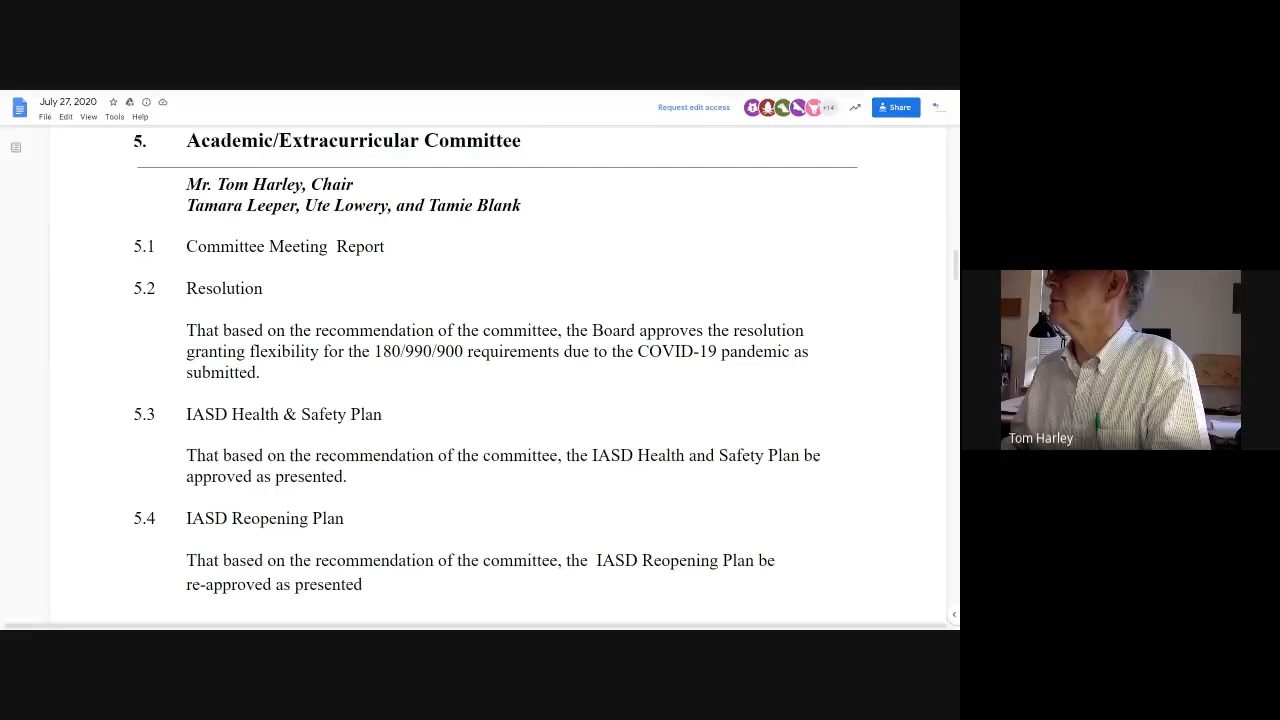 July 27, 2020
File Edit View Tools Help
Request edit access
+14
Share
5. Academic/Extracurricular Committee
Mr. Tom Harley, Chair
Tamara Leeper, Ute Lowery, and Tamie Blank
5.1 Committee Meeting Report
5.2 Resolution
That based on the recommendation of the committee, the Board approves the resolution
granting flexibility for the 180/990/900 requirements due to the COVID-19 pandemic as
submitted.
5.3 IASD Health & Safety Plan
That based on the recommendation of the committee, the IASD Health and Safety Plan be
approved as presented.
5.4 IASD Reopening Plan
That based on the recommendation of the committee, the IASD Reopening Plan be
re-approved as presented
Tom Harley